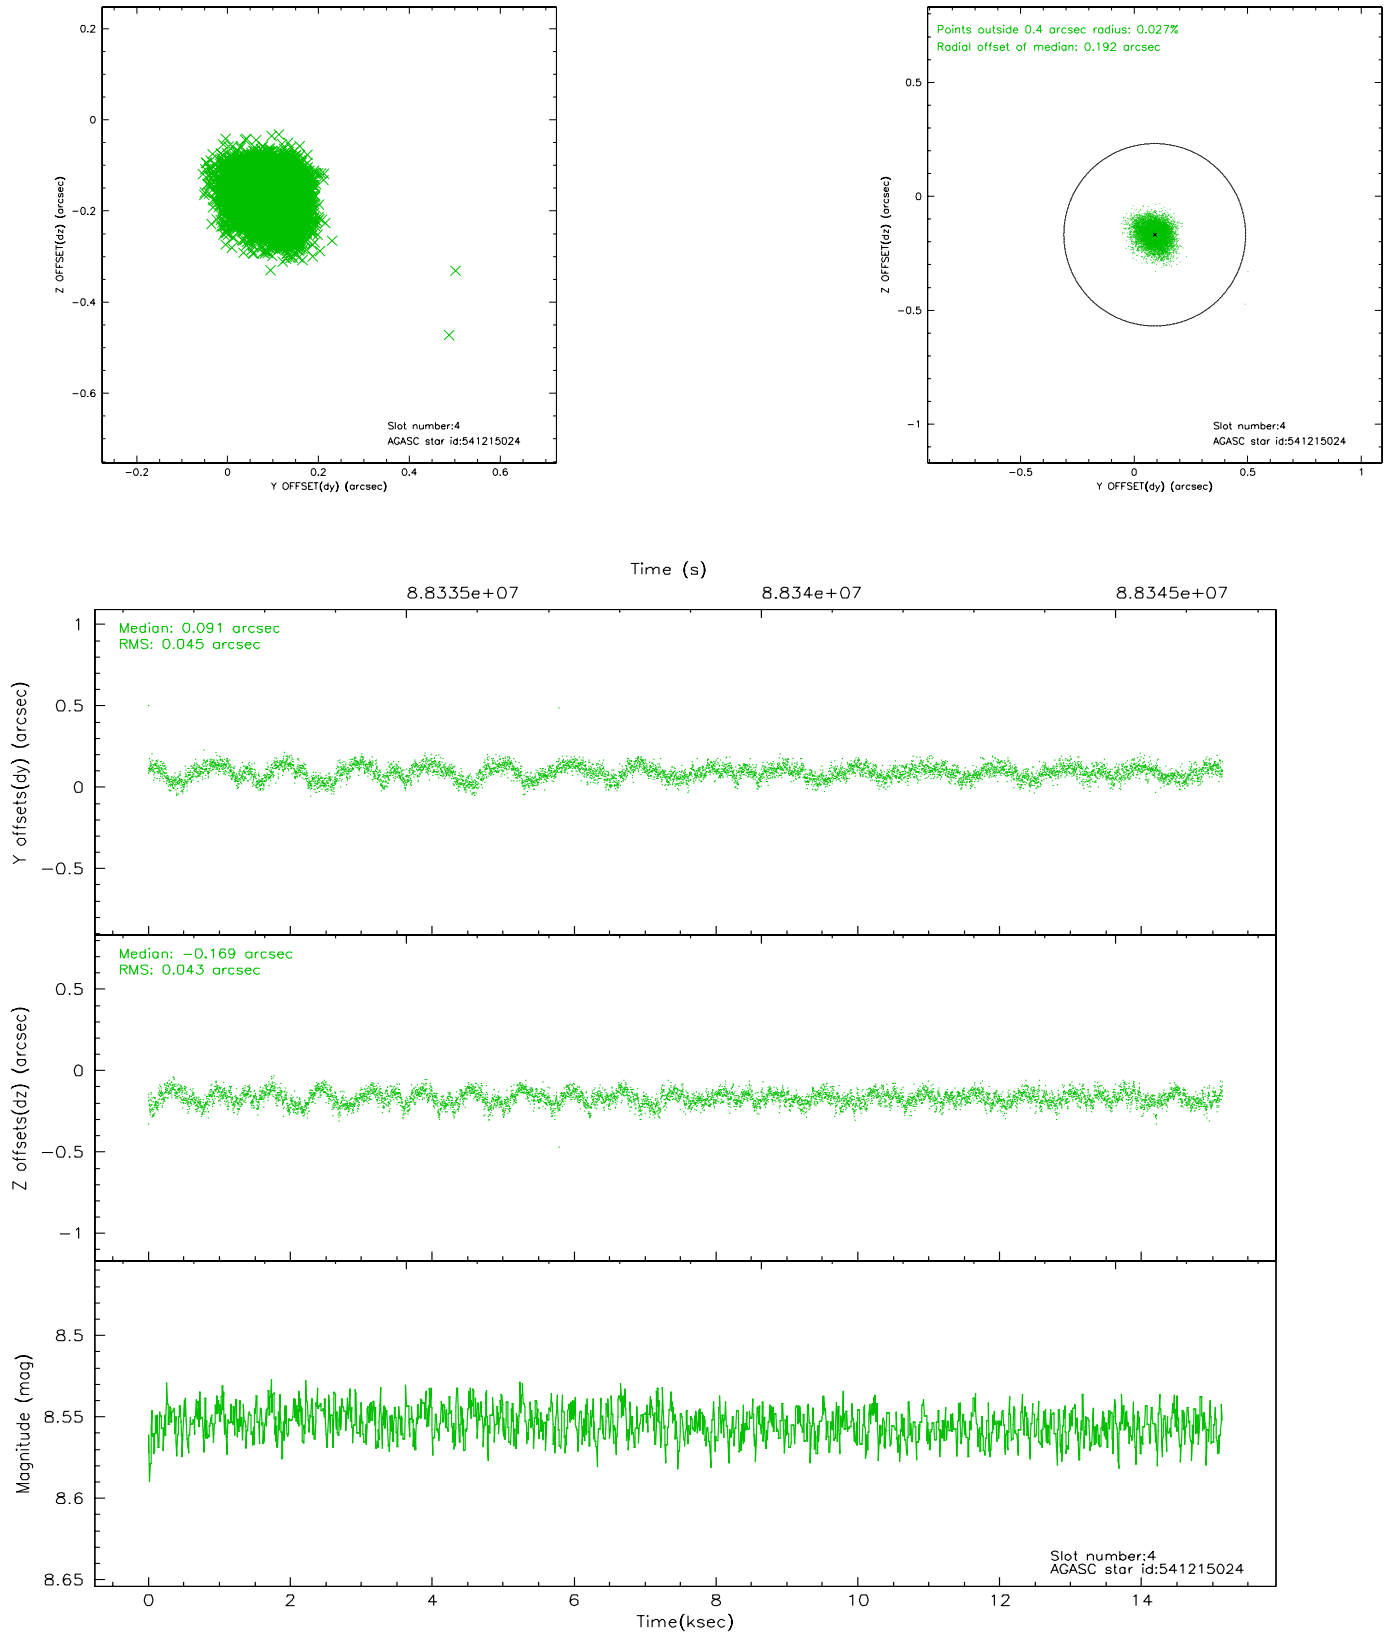 0.2
0
−0.2
−0.4
−0.6
Z OFFSET(dz) (arcsec)
Slot number:4
AGASC star id:541215024
−0.2 0 0.2 0.4 0.6
Y OFFSET(dy) (arcsec)
Points outside 0.4 arcsec radius: 0.027%
Radial offset of median: 0.192 arcsec
0.5
0
−0.5
−1
Z OFFSET(dz) (arcsec)
Slot number:4
AGASC star id:541215024
−0.5 0 0.5 1
Y OFFSET(dy) (arcsec)
Time (s)
8.8335e+07 8.834e+07 8.8345e+07
Median: 0.091 arcsec
RMS: 0.045 arcsec
1
0.5
0
−0.5
Y offsets(dy) (arcsec)
Median: −0.169 arcsec
RMS: 0.043 arcsec
0.5
0
−0.5
−1
Z offsets(dz) (arcsec)
8.5
8.55
8.6
8.65
Magnitude (mag)
Slot number:4
AGASC star id:541215024
0 2 4 6 8 10 12 14
Time(ksec)